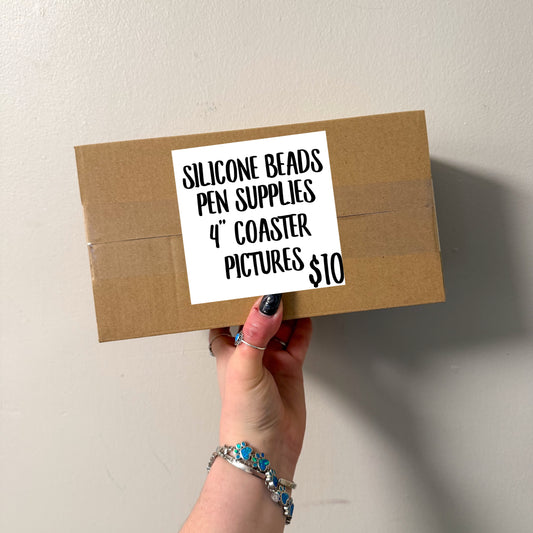 SILICONE BEADS
PEN SUPPLIES
4" COASTER
PICTURES
$10